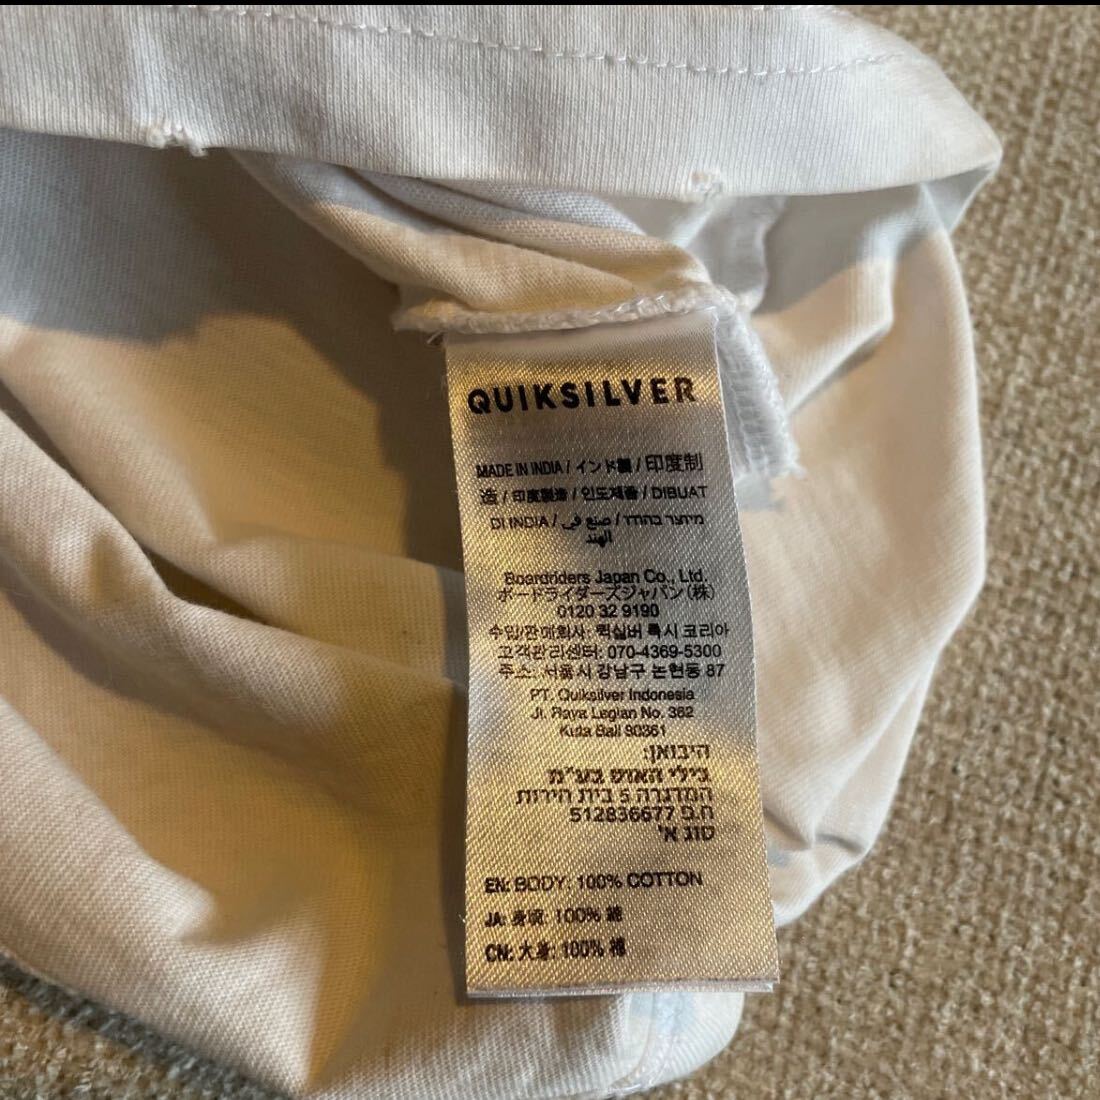 QUIKSILVER
MADE IN INDIA / インド製 / 印度制
造 / 印度製造 / 인도제품 / DIBUAT
DI INDIA / صنع في / מיוצר בהודו
الهند
Boardriders Japan Co., Ltd.
ボードライダーズジャパン(株)
0120 32 9190
수입/판매회사: 퀵실버 록시 코리아
고객관리센터: 070-4369-5300
주소: 서울시 강남구 논현동 87
PT. Quiksilver Indonesia
Jl. Raya Legian No. 362
Kuta Bali 90361
היבואן:
בילי האוס בע"מ
המדגרה 5 בית חירות
ח.פ 512836677
סוג א'
EN: BODY: 100% COTTON
JA: 身頃: 100% 綿
CN: 大身: 100% 棉